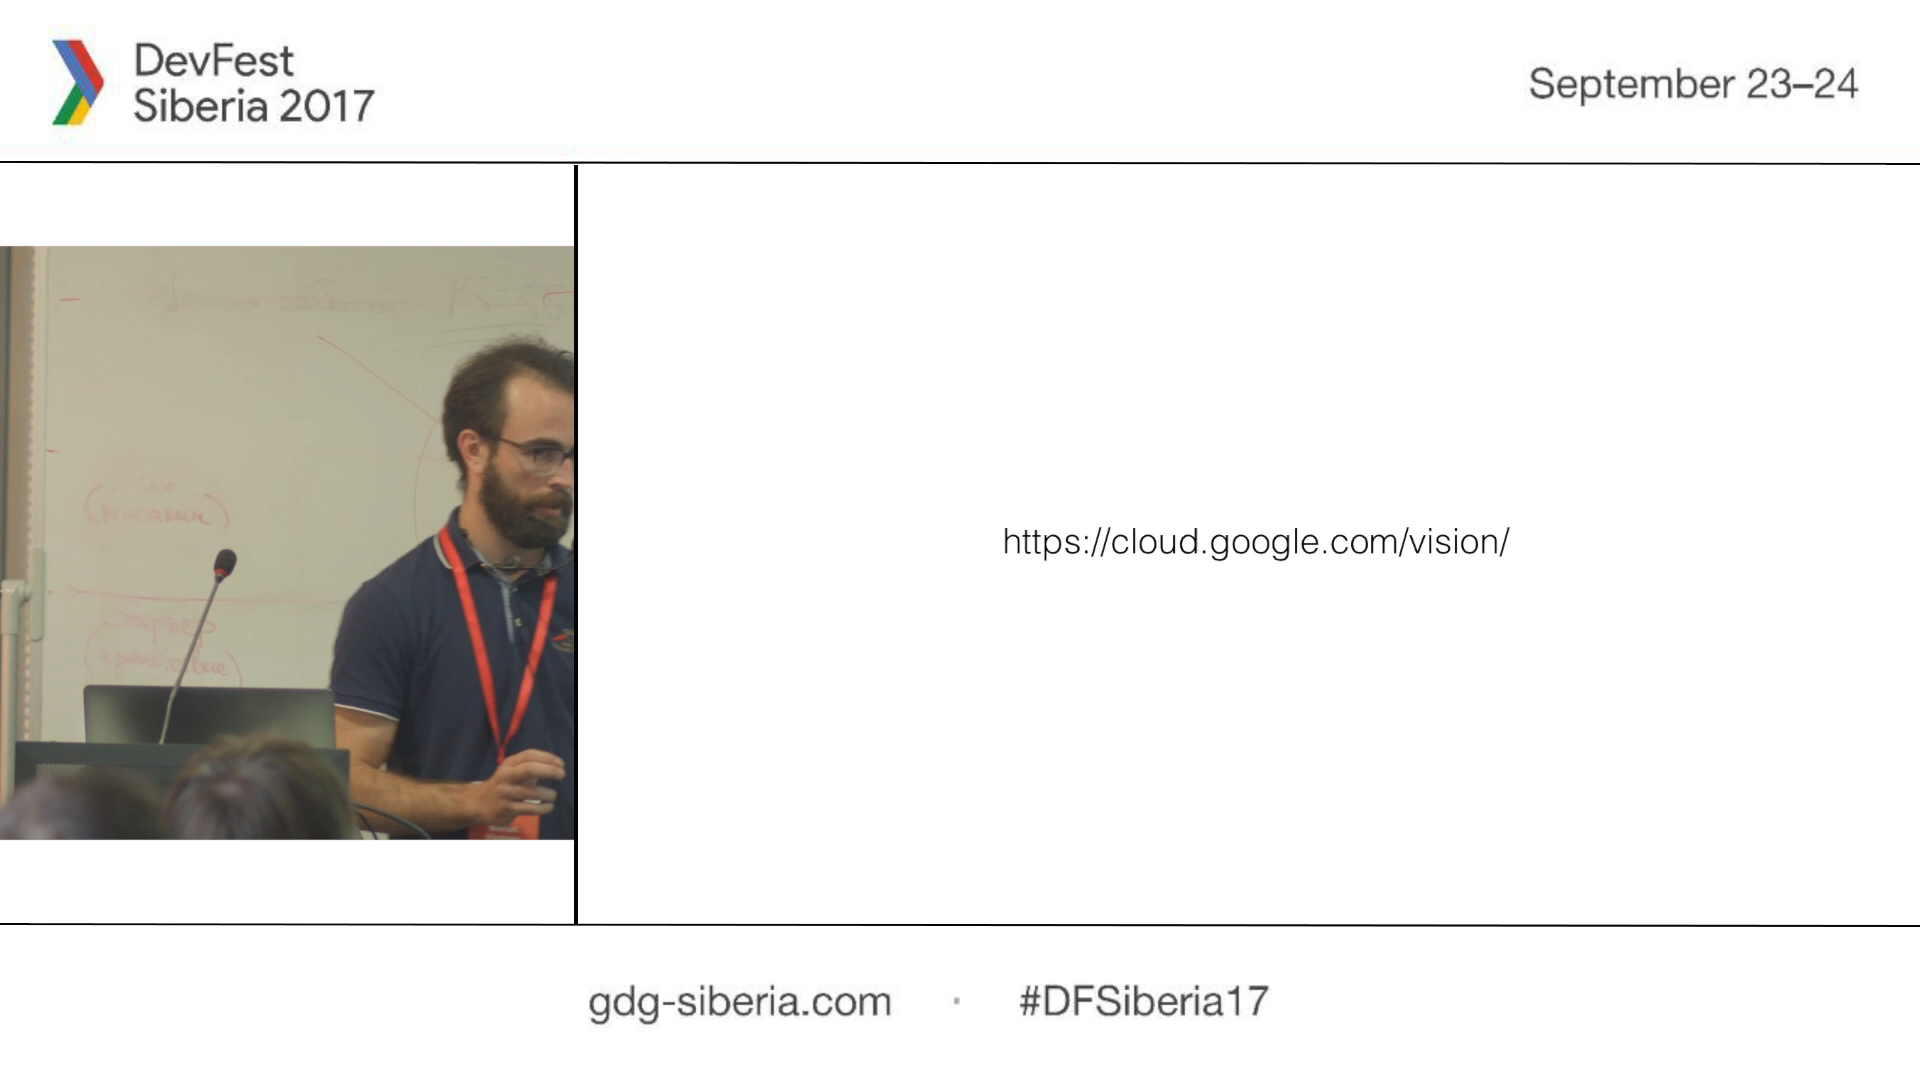 DevFest
Siberia 2017
September 23–24
https://cloud.google.com/vision/
gdg-siberia.com · #DFSiberia17